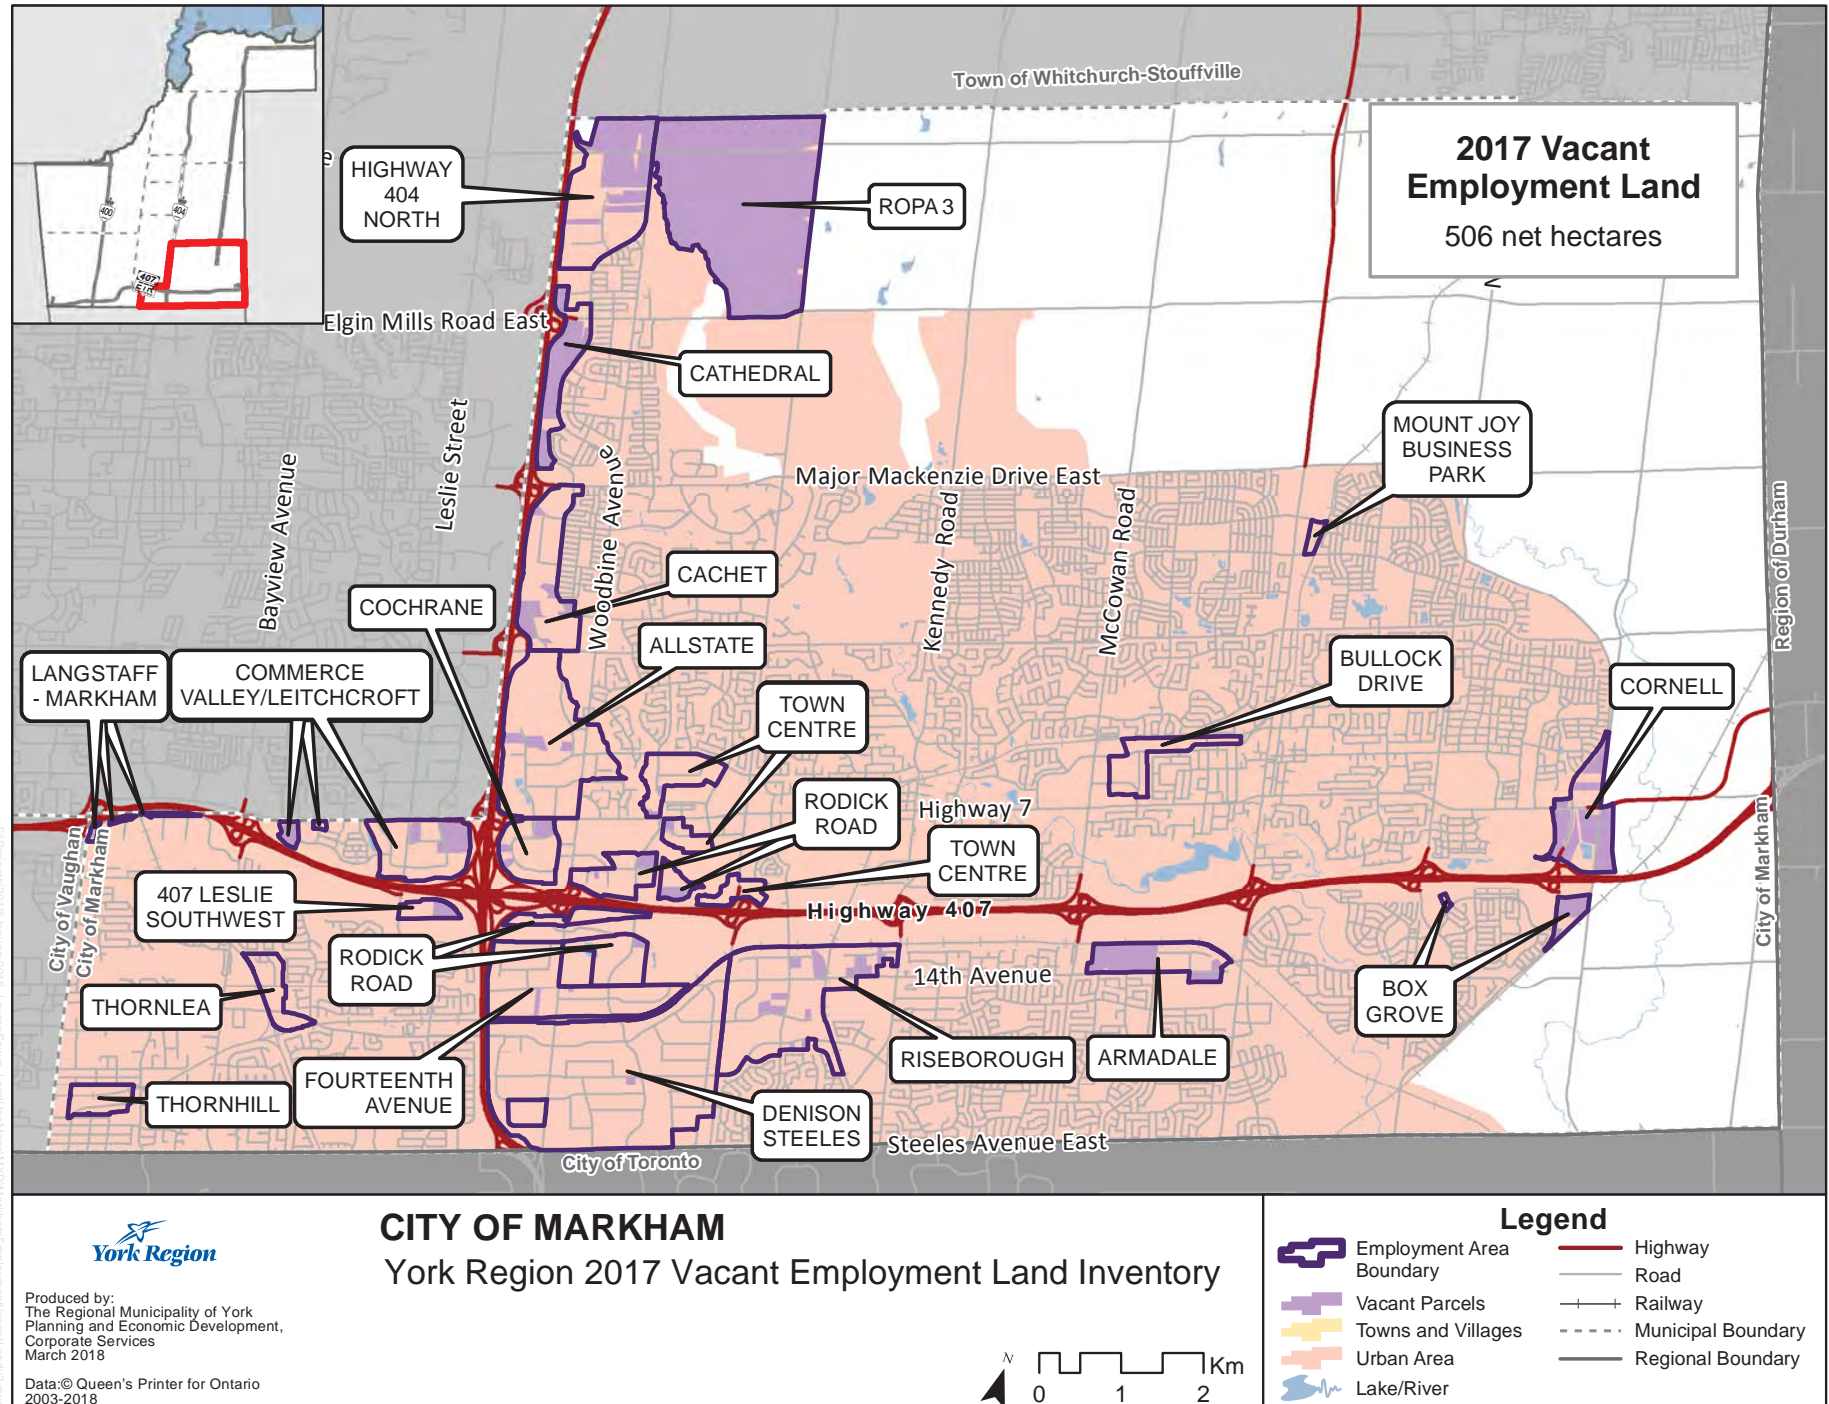 Town of Whitchurch-Stouffville
2017 Vacant
Employment Land
506 net hectares
HIGHWAY
404
NORTH
ROPA 3
400
404
407
ETR
Elgin Mills Road East
CATHEDRAL
Leslie Street
Bayview Avenue
Woodbine Avenue
Major Mackenzie Drive East
Kennedy Road
McCowan Road
MOUNT JOY
BUSINESS
PARK
Region of Durham
CACHET
COCHRANE
ALLSTATE
LANGSTAFF
- MARKHAM
COMMERCE
VALLEY/LEITCHCROFT
TOWN
CENTRE
BULLOCK
DRIVE
CORNELL
RODICK
ROAD
Highway 7
TOWN
CENTRE
City of Vaughan
City of Markham
City of Markham
407 LESLIE
SOUTHWEST
Highway 407
RODICK
ROAD
14th Avenue
THORNLEA
BOX
GROVE
FOURTEENTH
AVENUE
RISEBOROUGH
ARMADALE
THORNHILL
DENISON
STEELES
Steeles Avenue East
City of Toronto
York Region
CITY OF MARKHAM
York Region 2017 Vacant Employment Land Inventory
Produced by:
The Regional Municipality of York
Planning and Economic Development,
Corporate Services
March 2018
Data:© Queen's Printer for Ontario
2003-2018
N
Km
0 1 2
Legend
Employment Area
Boundary
Vacant Parcels
Towns and Villages
Urban Area
Lake/River
Highway
Road
Railway
Municipal Boundary
Regional Boundary